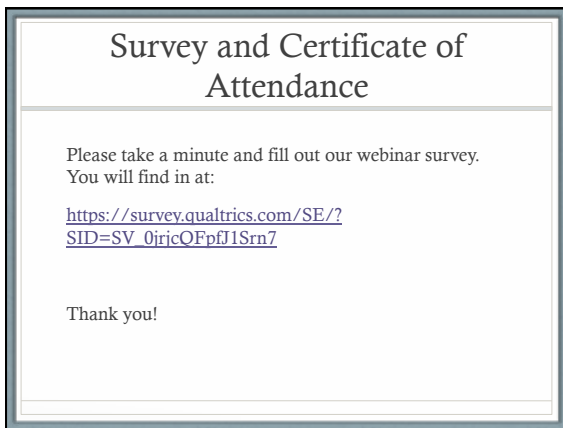 Survey and Certificate of
Attendance
Please take a minute and fill out our webinar survey.
You will find in at:
https://survey.qualtrics.com/SE/?
SID=SV_0jrjcQFpfJ1Srn7
Thank you!